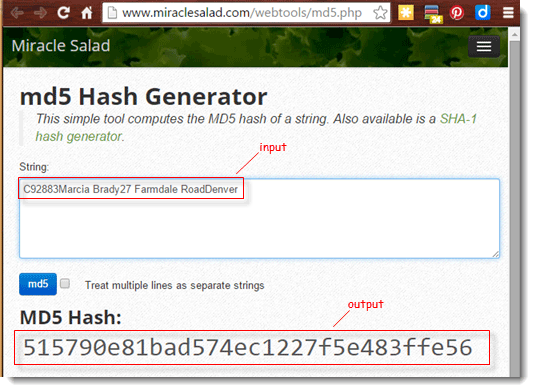 www.miraclesalad.com/webtools/md5.php
Miracle Salad
md5 Hash Generator
This simple tool computes the MD5 hash of a string. Also available is a SHA-1
hash generator.
input
String:
C92883Marcia Brady27 Farmdale RoadDenver
md5
Treat multiple lines as separate strings
output
MD5 Hash:
515790e81bad574ec1227f5e483ffe56